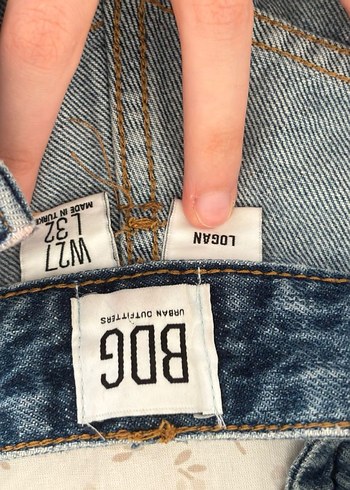 BDG
URBAN OUTFITTERS
LOGAN
W27
L32
MADE IN TURKEY